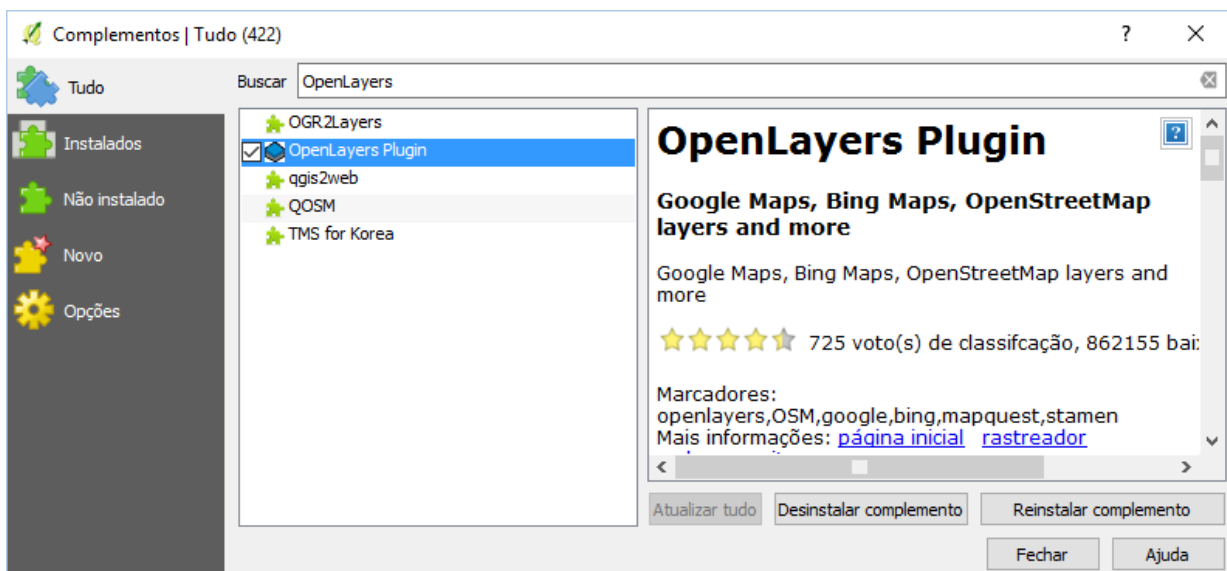 Complementos | Tudo (422)
?
Tudo
Instalados
Não instalado
Novo
Opções
Buscar
OpenLayers
OGR2Layers
OpenLayers Plugin
qgis2web
QOSM
TMS for Korea
OpenLayers Plugin
?
Google Maps, Bing Maps, OpenStreetMap
layers and more
Google Maps, Bing Maps, OpenStreetMap layers and
more
725 voto(s) de classifcação, 862155 bai
Marcadores:
openlayers,OSM,google,bing,mapquest,stamen
Mais informações: página inicial rastreador
Atualizar tudo
Desinstalar complemento
Reinstalar complemento
Fechar
Ajuda